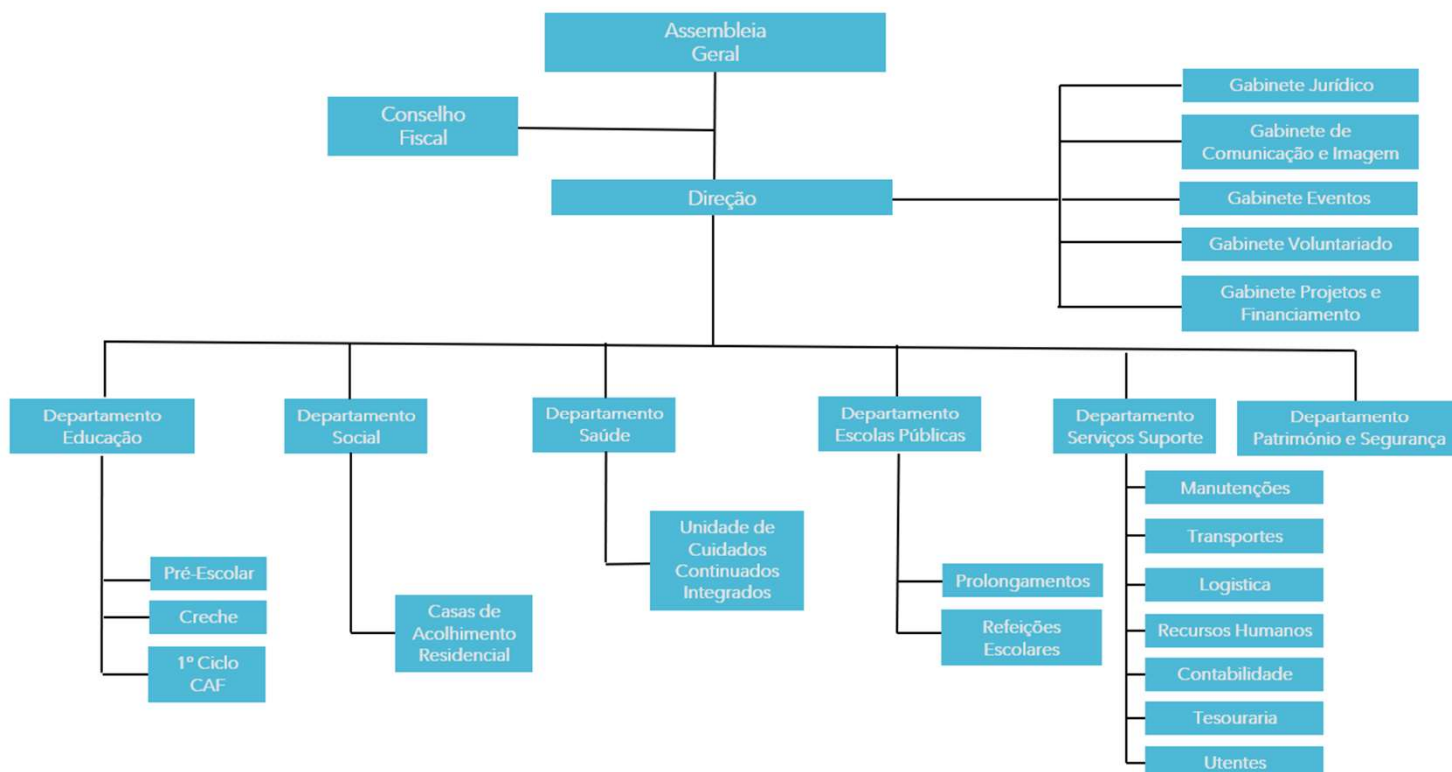 Assembleia
Geral
Conselho
Fiscal
Direção
Gabinete Jurídico
Gabinete de
Comunicação e Imagem
Gabinete Eventos
Gabinete Voluntariado
Gabinete Projetos e
Financiamento
Departamento
Educação
Pré-Escolar
Creche
1º Ciclo
CAF
Departamento
Social
Casas de
Acolhimento
Residencial
Departamento
Saúde
Unidade de
Cuidados
Continuados
Integrados
Departamento
Escolas Públicas
Prolongamentos
Refeições
Escolares
Departamento
Serviços Suporte
Manutenções
Transportes
Logistica
Recursos Humanos
Contabilidade
Tesouraria
Utentes
Departamento
Património e Segurança